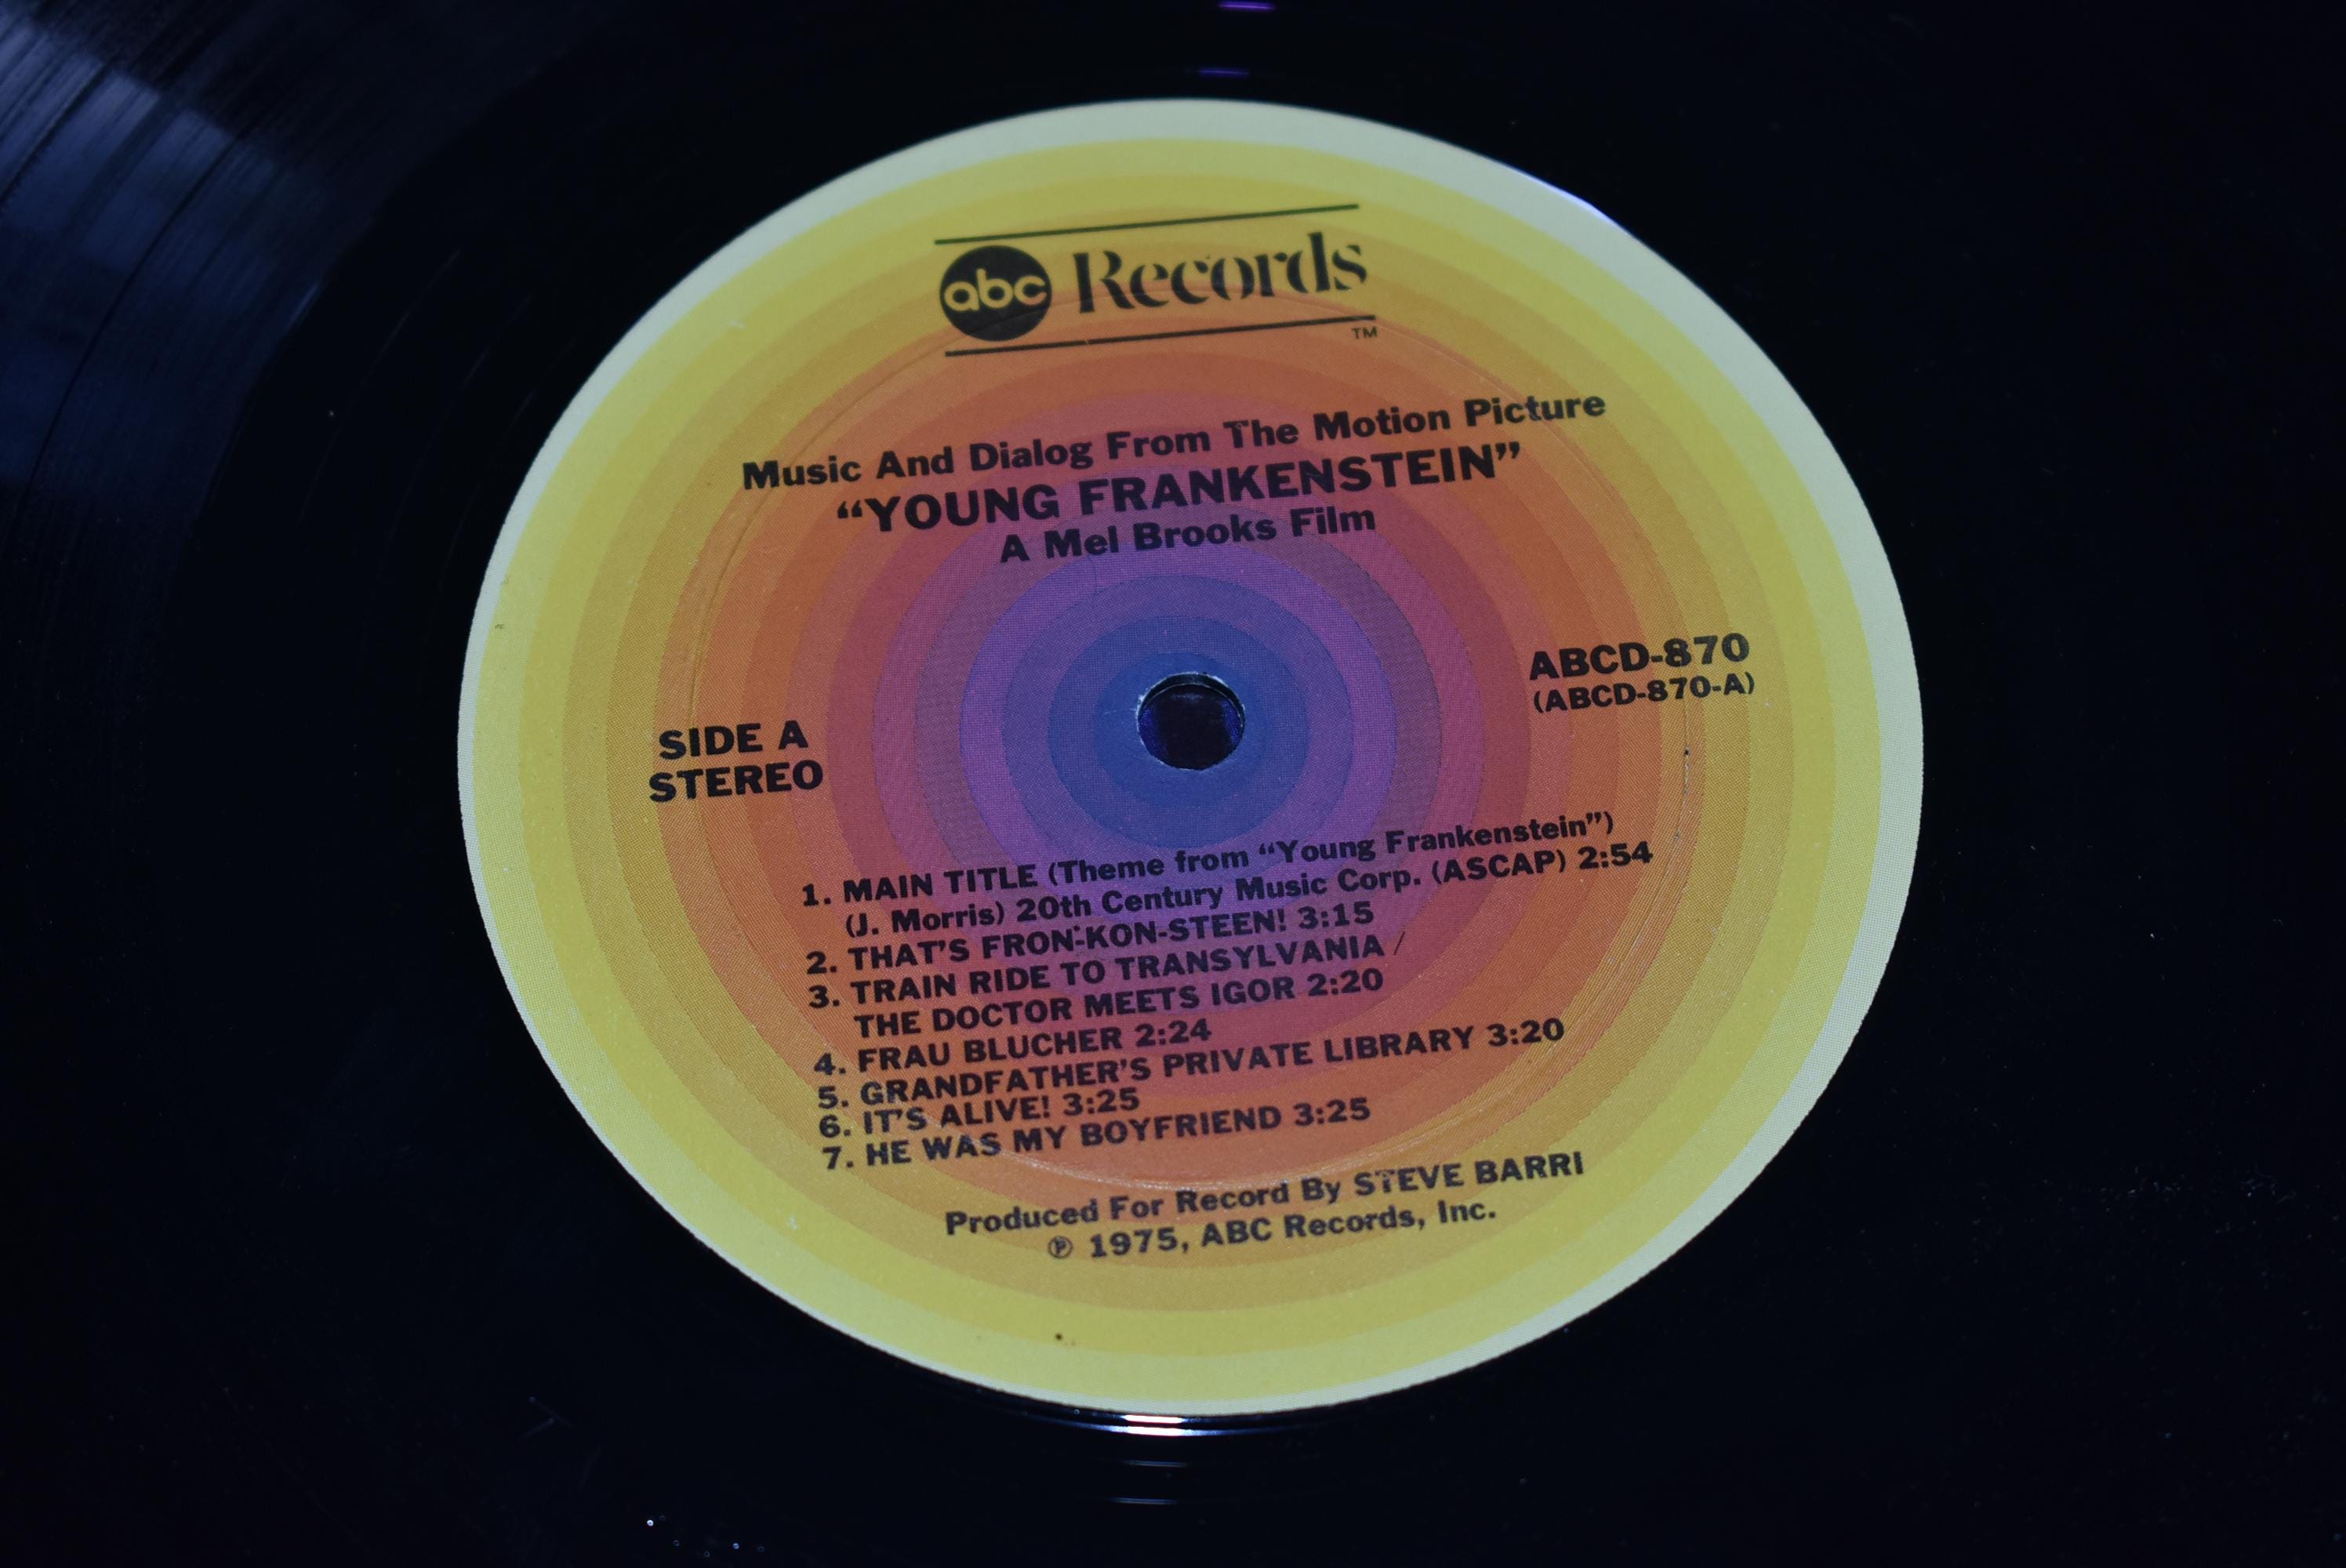 abc Records
TM
Music And Dialog From The Motion Picture
“YOUNG FRANKENSTEIN”
A Mel Brooks Film
ABCD-870
(ABCD-870-A)
SIDE A
STEREO
1. MAIN TITLE (Theme from “Young Frankenstein”)
(J. Morris) 20th Century Music Corp. (ASCAP) 2:54
2. THAT'S FRON-KON-STEEN! 3:15
3. TRAIN RIDE TO TRANSYLVANIA /
THE DOCTOR MEETS IGOR 2:20
4. FRAU BLUCHER 2:24
5. GRANDFATHER'S PRIVATE LIBRARY 3:20
6. IT'S ALIVE! 3:25
7. HE WAS MY BOYFRIEND 3:25
Produced For Record By STEVE BARRI
℗ 1975, ABC Records, Inc.